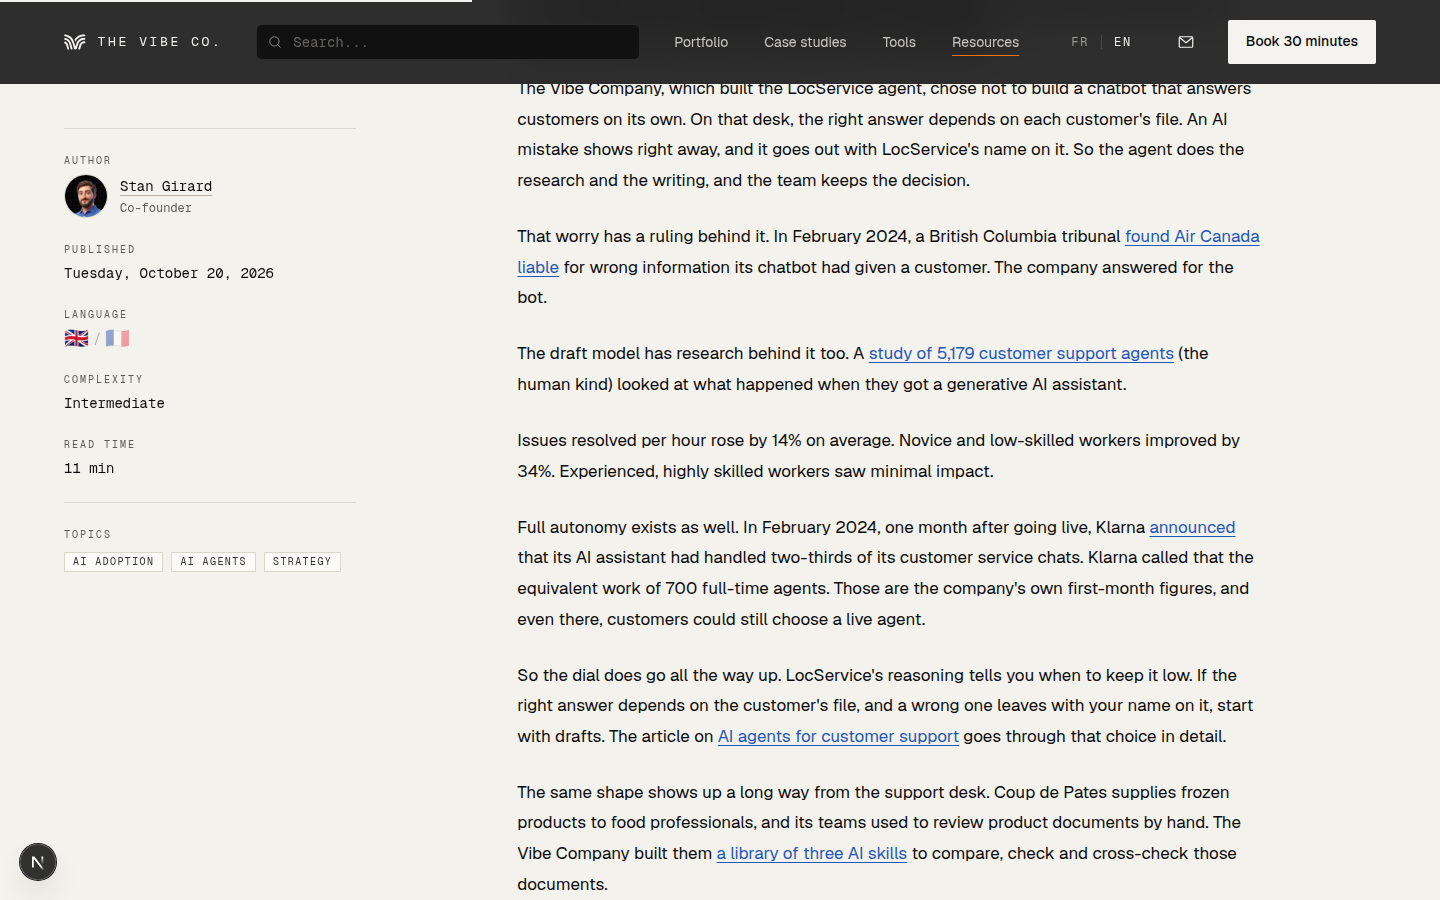 THE VIBE CO.
Search...
Portfolio
Case studies
Tools
Resources
FR
EN
Book 30 minutes
AUTHOR
Stan Girard
Co-founder
PUBLISHED
Tuesday, October 20, 2026
LANGUAGE
/
COMPLEXITY
Intermediate
READ TIME
11 min
TOPICS
AI ADOPTION
AI AGENTS
STRATEGY
The Vibe Company, which built the LocService agent, chose not to build a chatbot that answers
customers on its own. On that desk, the right answer depends on each customer's file. An AI
mistake shows right away, and it goes out with LocService's name on it. So the agent does the
research and the writing, and the team keeps the decision.
That worry has a ruling behind it. In February 2024, a British Columbia tribunal found Air Canada
liable for wrong information its chatbot had given a customer. The company answered for the
bot.
The draft model has research behind it too. A study of 5,179 customer support agents (the
human kind) looked at what happened when they got a generative AI assistant.
Issues resolved per hour rose by 14% on average. Novice and low-skilled workers improved by
34%. Experienced, highly skilled workers saw minimal impact.
Full autonomy exists as well. In February 2024, one month after going live, Klarna announced
that its AI assistant had handled two-thirds of its customer service chats. Klarna called that the
equivalent work of 700 full-time agents. Those are the company's own first-month figures, and
even there, customers could still choose a live agent.
So the dial does go all the way up. LocService's reasoning tells you when to keep it low. If the
right answer depends on the customer's file, and a wrong one leaves with your name on it, start
with drafts. The article on AI agents for customer support goes through that choice in detail.
The same shape shows up a long way from the support desk. Coup de Pates supplies frozen
products to food professionals, and its teams used to review product documents by hand. The
Vibe Company built them a library of three AI skills to compare, check and cross-check those
documents.
N